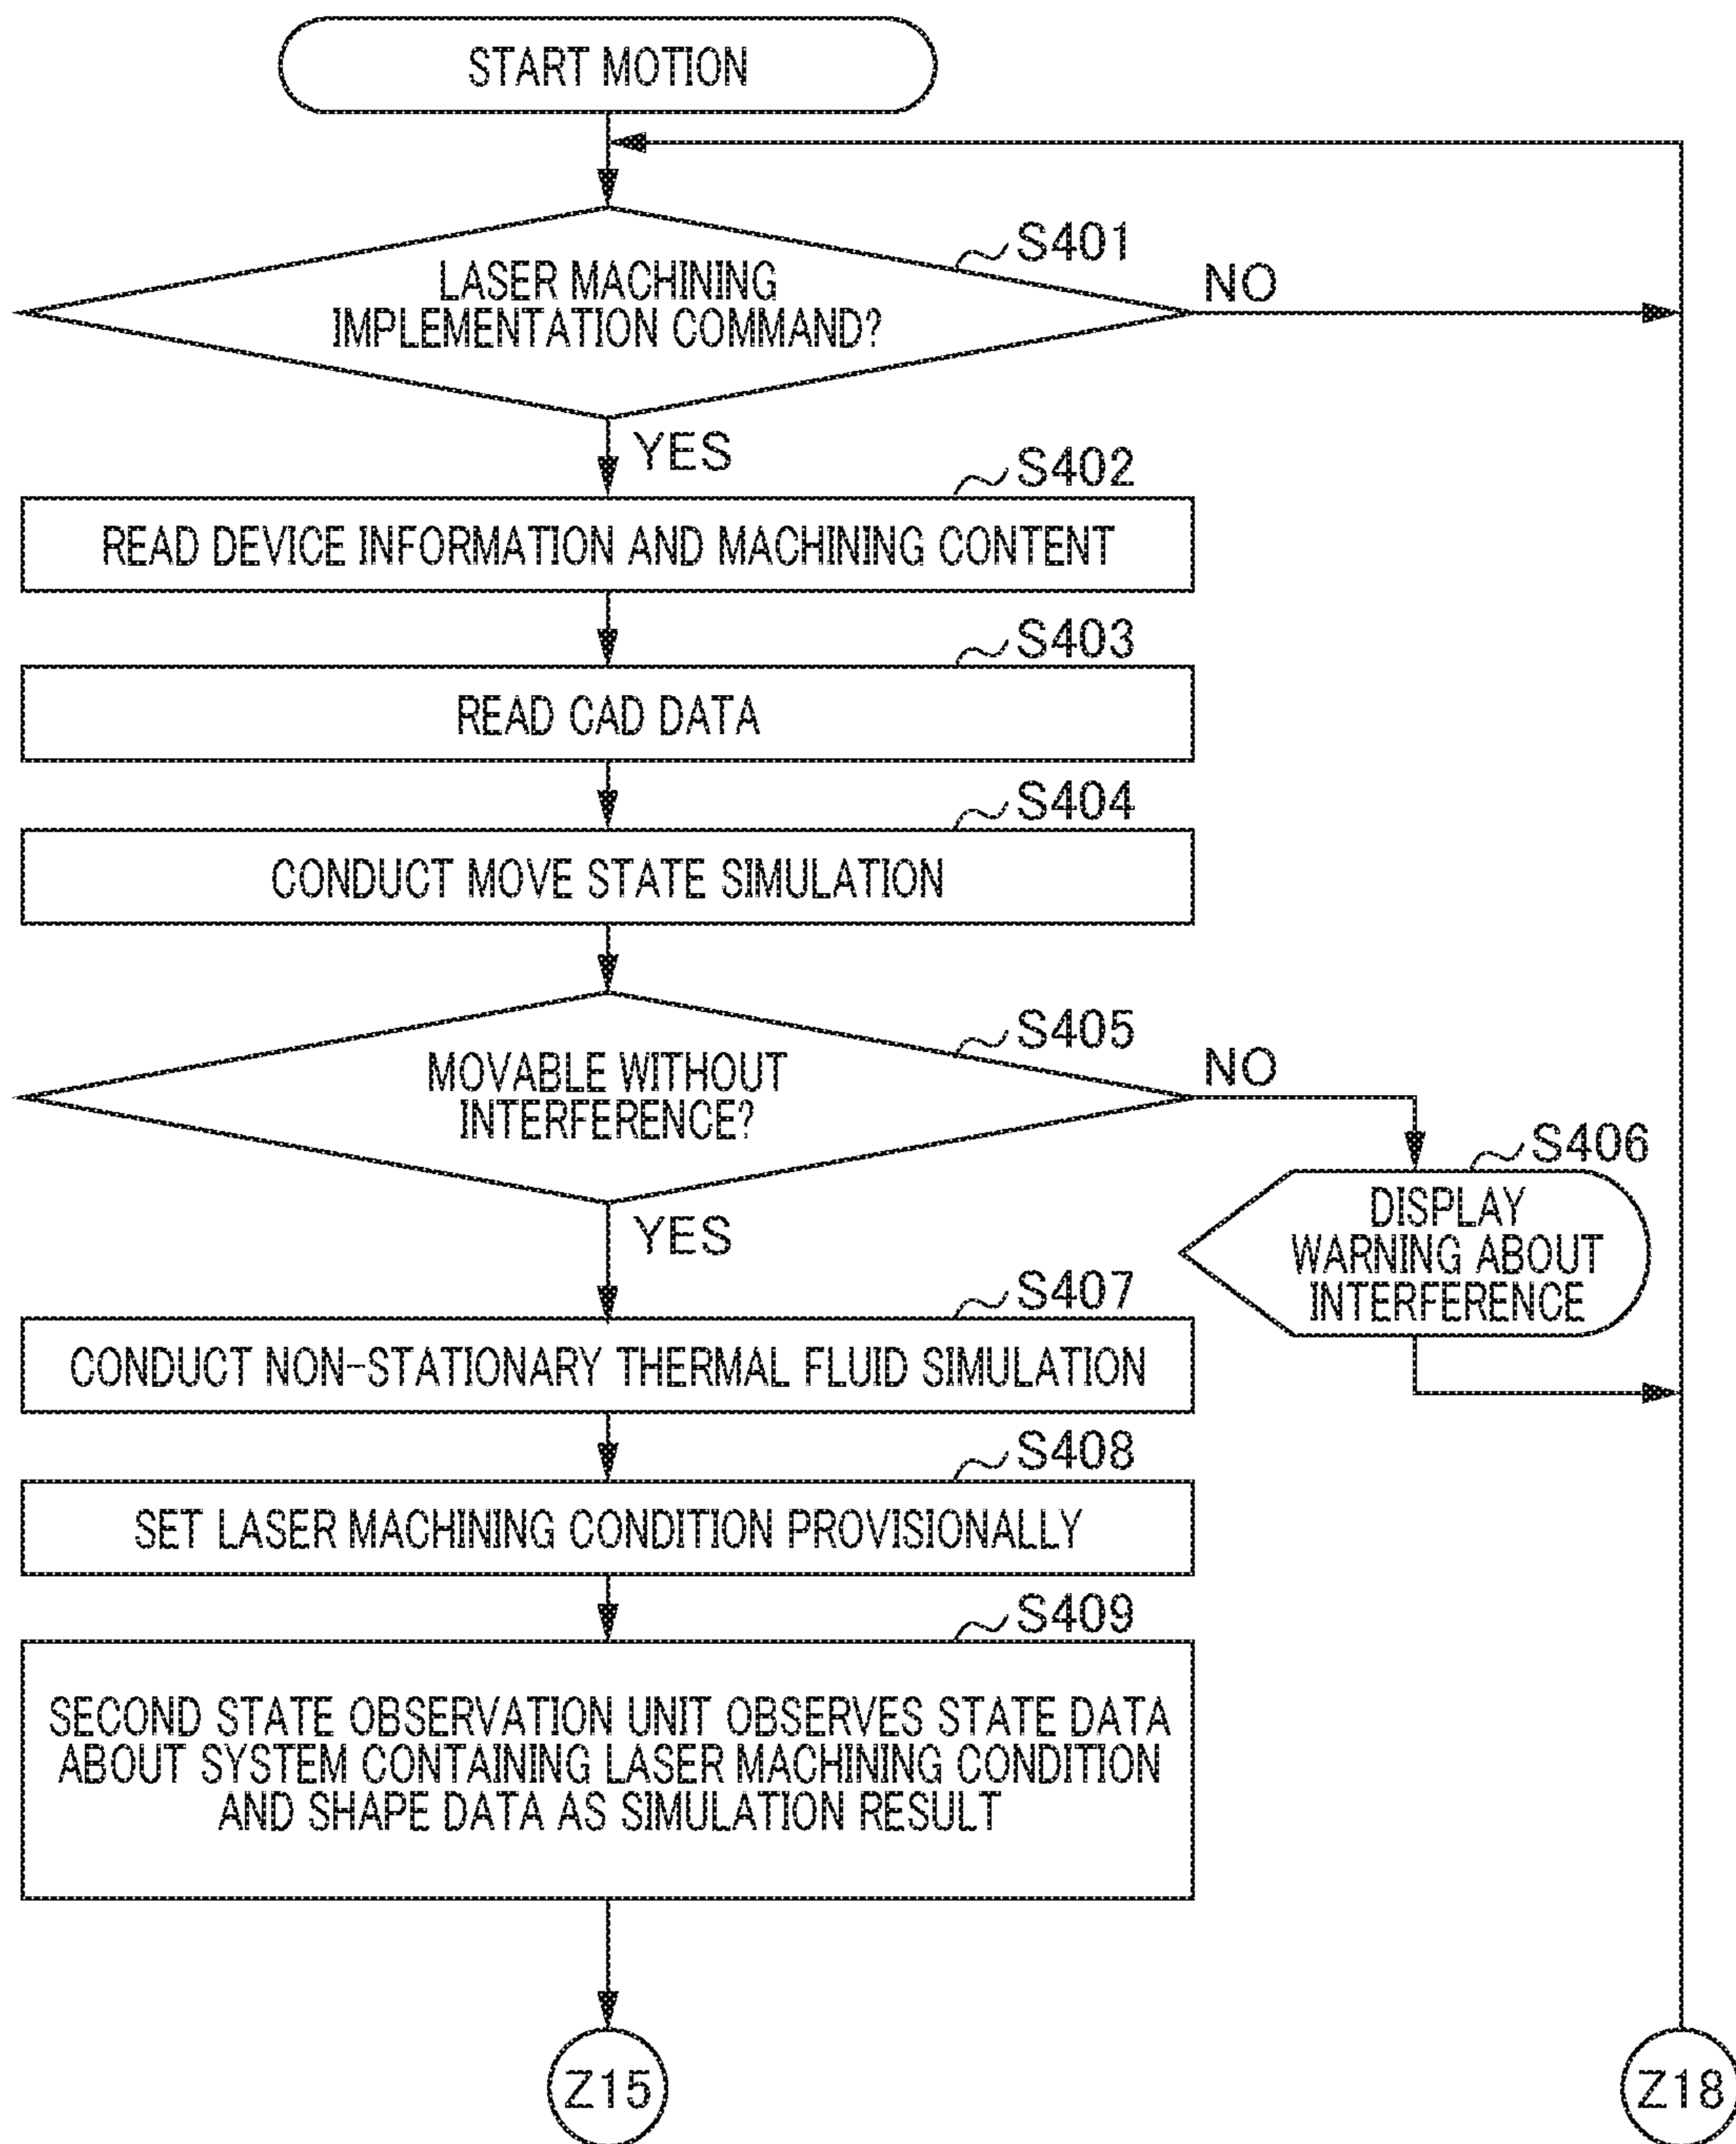 START MOTION
S401
LASER MACHINING
IMPLEMENTATION COMMAND?
NO
YES
S402
READ DEVICE INFORMATION AND MACHINING CONTENT
S403
READ CAD DATA
S404
CONDUCT MOVE STATE SIMULATION
S405
MOVABLE WITHOUT
INTERFERENCE?
NO
S406
DISPLAY
WARNING ABOUT
INTERFERENCE
YES
S407
CONDUCT NON-STATIONARY THERMAL FLUID SIMULATION
S408
SET LASER MACHINING CONDITION PROVISIONALLY
S409
SECOND STATE OBSERVATION UNIT OBSERVES STATE DATA
ABOUT SYSTEM CONTAINING LASER MACHINING CONDITION
AND SHAPE DATA AS SIMULATION RESULT
Z15
Z18